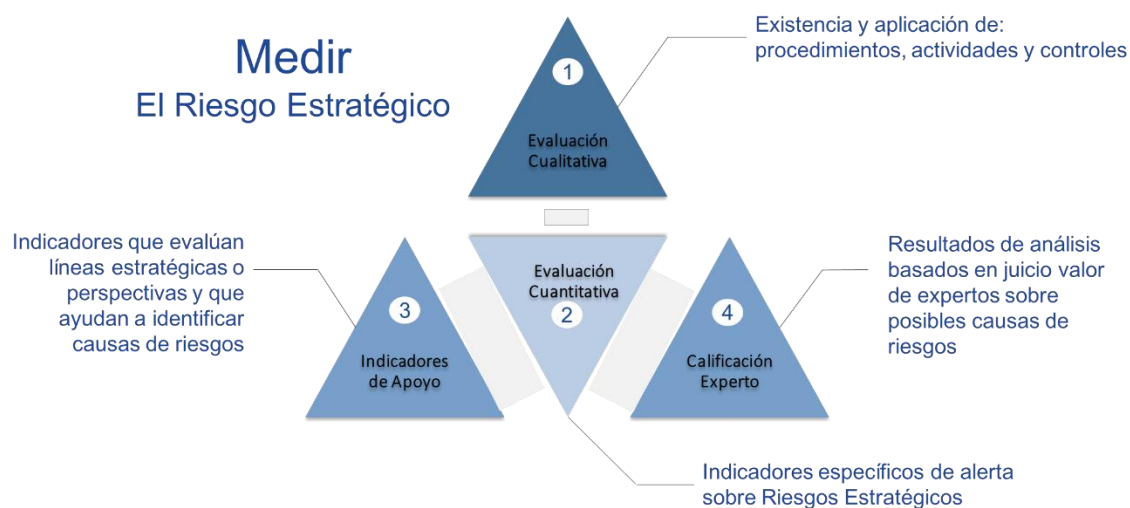 Medir
El Riesgo Estratégico
1
Evaluación
Cualitativa
Existencia y aplicación de:
procedimientos, actividades y controles
Evaluación
Cuantitativa
2
Indicadores específicos de alerta
sobre Riesgos Estratégicos
Indicadores que evalúan
líneas estratégicas o
perspectivas y que
ayudan a identificar
causas de riesgos
3
Indicadores
de Apoyo
4
Calificación
Experto
Resultados de análisis
basados en juicio valor
de expertos sobre
posibles causas de
riesgos